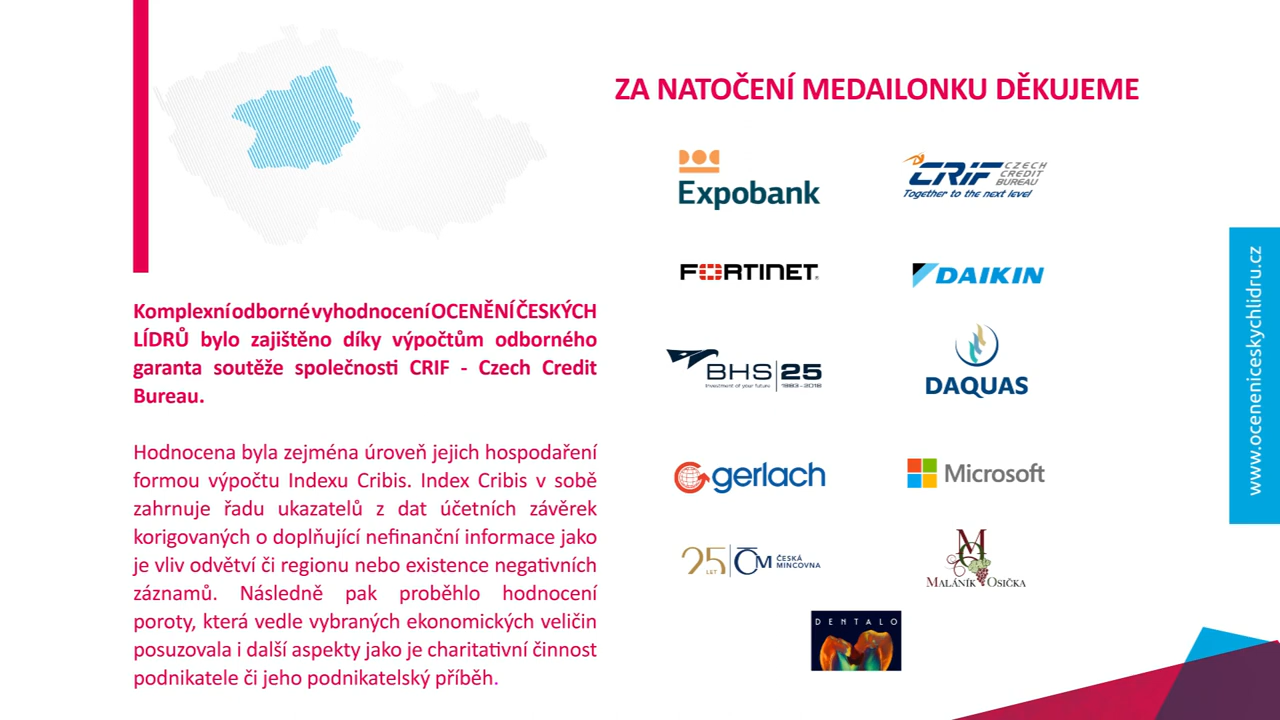 ZA NATOČENÍ MEDAILONKU DĚKUJEME
Komplexní odborné vyhodnocení OCENĚNÍ ČESKÝCH
LÍDRŮ bylo zajištěno díky výpočtům odborného
garanta soutěže společnosti CRIF - Czech Credit
Bureau.
Hodnocena byla zejména úroveň jejich hospodaření
formou výpočtu Indexu Cribis. Index Cribis v sobě
zahrnuje řadu ukazatelů z dat účetních závěrek
korigovaných o doplňující nefinanční informace jako
je vliv odvětví či regionu nebo existence negativních
záznamů. Následně pak proběhlo hodnocení
poroty, která vedle vybraných ekonomických veličin
posuzovala i další aspekty jako je charitativní činnost
podnikatele či jeho podnikatelský příběh.
Expobank
CRIF CZECH
CREDIT
BUREAU
Together to the next level
FORTINET
DAIKIN
BHS 25
Investment of your future 1993 - 2018
DAQUAS
gerlach
Microsoft
25 LET ČM ČESKÁ
MINCOVNA
MO
MALÁNÍK OSIČKA
DENTALO
www.oceneniceskychlidru.cz